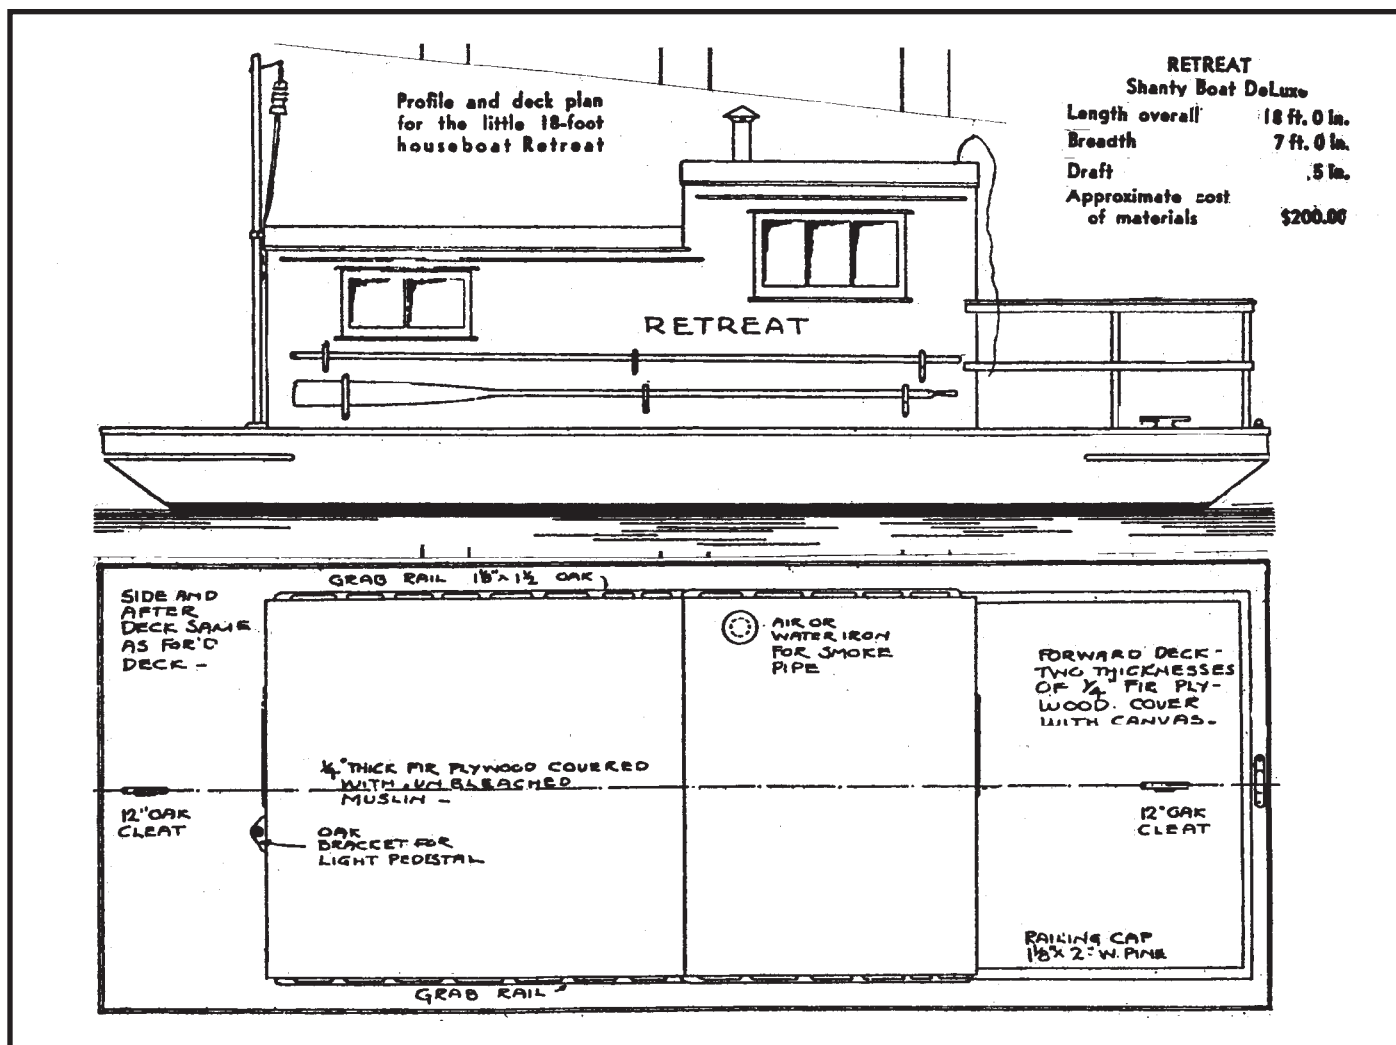 Profile and deck plan
for the little 18-foot
houseboat Retreat
RETREAT
Shanty Boat DeLuxe
Length overall 18 ft. 0 in.
Breadth 7 ft. 0 in.
Draft .5 in.
Approximate cost
of materials $200.00
RETREAT
GRAB RAIL 1⅛" x 1½ OAK
SIDE AND
AFTER
DECK SAME
AS FOR'D
DECK -
AIR OR
WATER IRON
FOR SMOKE
PIPE
FORWARD DECK -
TWO THICKNESSES
OF ¼" FIR PLY-
WOOD. COVER
WITH CANVAS -
¼" THICK FIR PLYWOOD COVERED
WITH UNBLEACHED
MUSLIN -
12" OAK
CLEAT
OAK
BRACKET FOR
LIGHT PEDESTAL
12" OAK
CLEAT
RAILING CAP
1⅛" x 2" W. PINE
GRAB RAIL